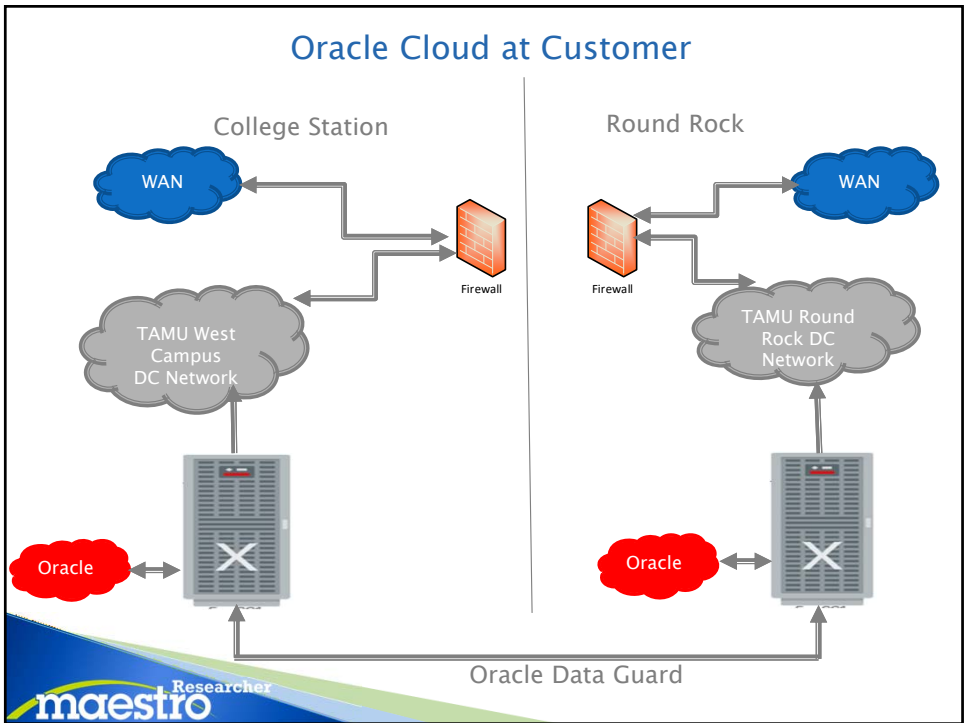 Oracle Cloud at Customer
College Station
Round Rock
WAN
WAN
Firewall
Firewall
TAMU West
Campus
DC Network
TAMU Round
Rock DC
Network
X
X
Oracle
Oracle
Oracle Data Guard
Researcher
maestro